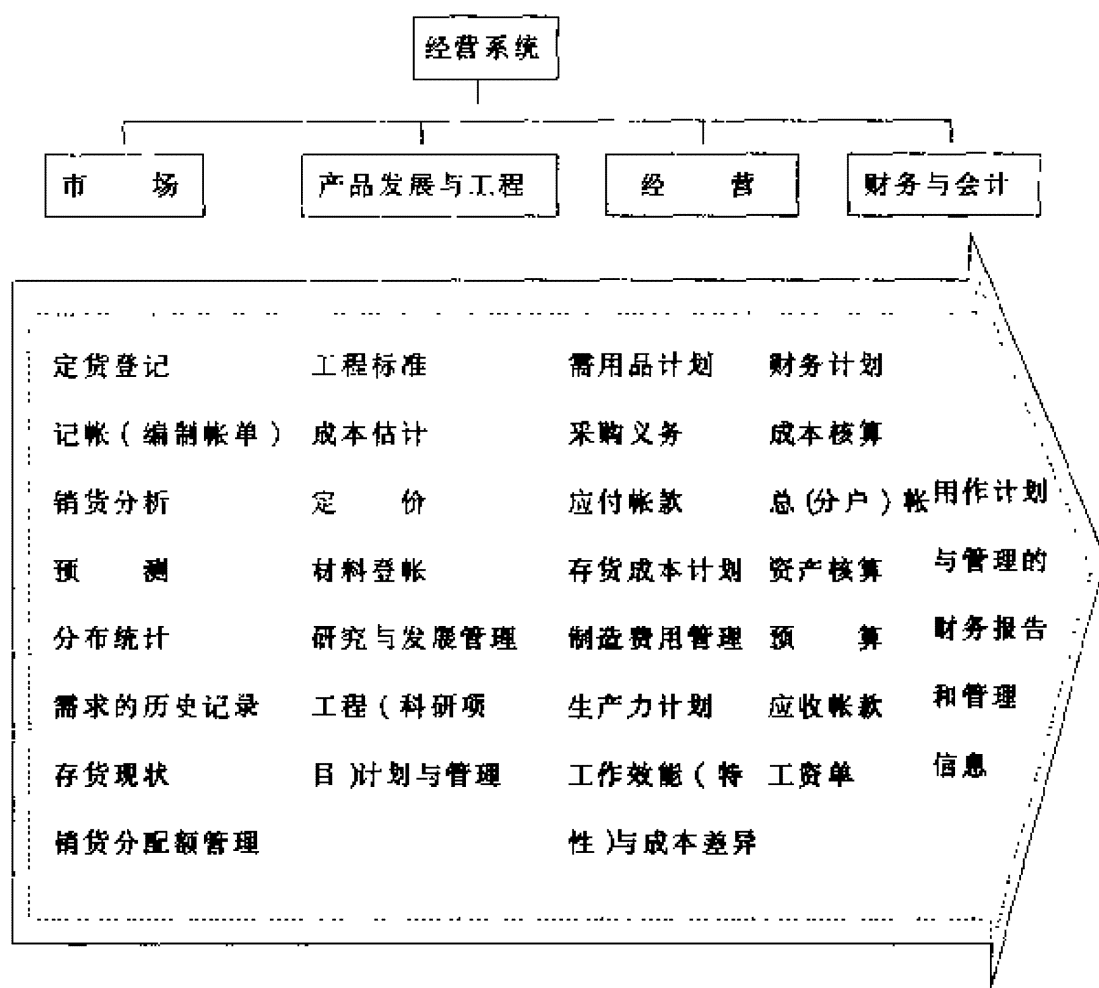 经营系统
市 场 产品发展与工程 经 营 财务与会计
定货登记 工程标准 需用品计划 财务计划
记帐(编制帐单) 成本估计 采购义务 成本核算
销货分析 定 价 应付帐款 总(分户)帐
预 测 材料登帐 存货成本计划 资产核算
分布统计 研究与发展管理 制造费用管理 预 算
需求的历史记录 工程(科研项 生产力计划 应收帐款
存货现状 目)计划与管理 工作效能(特 工资单
销货分配额管理 性)与成本差异
用作计划
与管理的
财务报告
和管理
信息